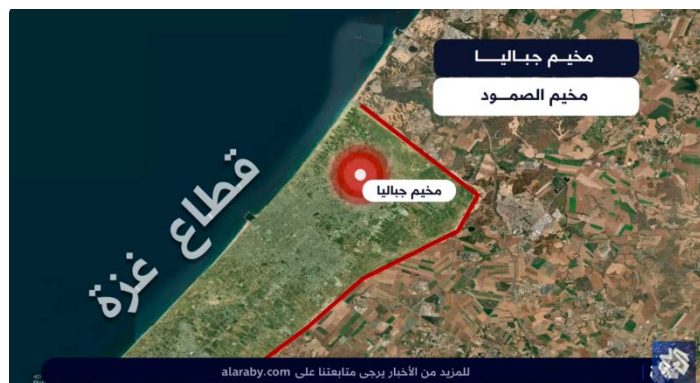 مخيم جباليا
مخيم الصمود
مخيم جباليا
قطاع غزة
للمزيد من الأخبار يرجى متابعتنا على alaraby.com